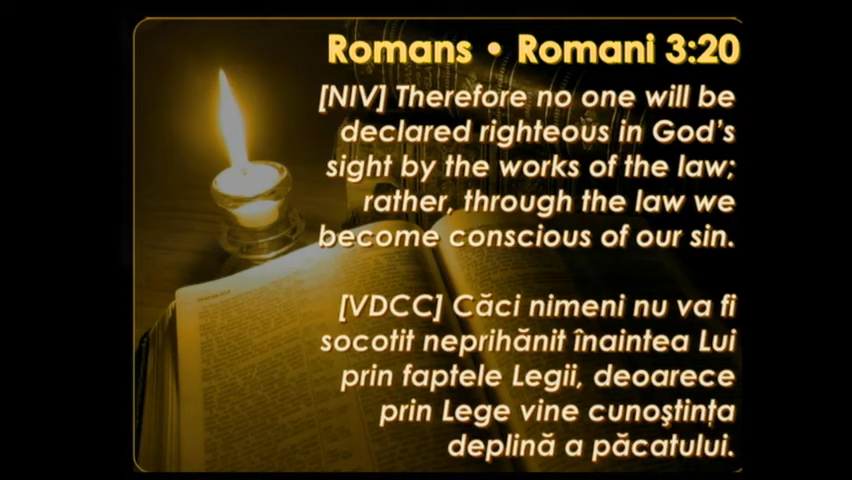 Romans • Romani 3:20
[NIV] Therefore no one will be
declared righteous in God's
sight by the works of the law;
rather, through the law we
become conscious of our sin.
[VDCC] Căci nimeni nu va fi
socotit neprihănit înaintea Lui
prin faptele Legii, deoarece
prin Lege vine cunoştinţa
deplină a păcatului.